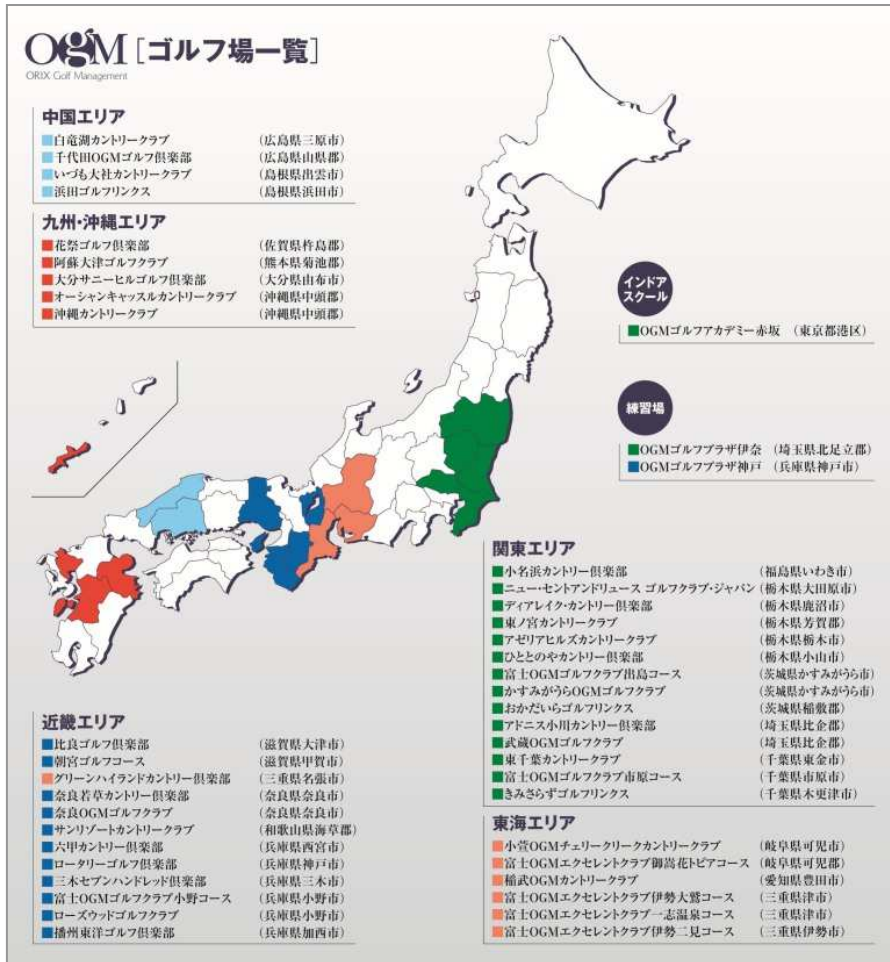 OGM［ゴルフ場一覧］
ORIX Golf Management
中国エリア
白竜湖カントリークラブ （広島県三原市）
千代田OGMゴルフ倶楽部 （広島県山県郡）
いづも大社カントリークラブ （島根県出雲市）
浜田ゴルフリンクス （島根県浜田市）
九州・沖縄エリア
花祭ゴルフ倶楽部 （佐賀県杵島郡）
阿蘇大津ゴルフクラブ （熊本県菊池郡）
大分サニーヒルゴルフ倶楽部 （大分県由布市）
オーシャンキャッスルカントリークラブ （沖縄県中頭郡）
沖縄カントリークラブ （沖縄県中頭郡）
インドア
スクール
OGMゴルフアカデミー赤坂 （東京都港区）
練習場
OGMゴルフプラザ伊奈 （埼玉県北足立郡）
OGMゴルフプラザ神戸 （兵庫県神戸市）
関東エリア
小名浜カントリー倶楽部 （福島県いわき市）
ニュー・セントアンドリュース ゴルフクラブ・ジャパン （栃木県大田原市）
ディアレイク・カントリー倶楽部 （栃木県鹿沼市）
東ノ宮カントリークラブ （栃木県芳賀郡）
アゼリアヒルズカントリークラブ （栃木県栃木市）
ひととのやカントリー倶楽部 （栃木県小山市）
富士OGMゴルフクラブ出島コース （茨城県かすみがうら市）
かすみがうらOGMゴルフクラブ （茨城県かすみがうら市）
おかだいらゴルフリンクス （茨城県稲敷郡）
アドニス小川カントリー倶楽部 （埼玉県比企郡）
武蔵OGMゴルフクラブ （埼玉県比企郡）
東千葉カントリークラブ （千葉県東金市）
富士OGMゴルフクラブ市原コース （千葉県市原市）
きみさらずゴルフリンクス （千葉県木更津市）
近畿エリア
比良ゴルフ倶楽部 （滋賀県大津市）
朝宮ゴルフコース （滋賀県甲賀市）
グリーンハイランドカントリー倶楽部 （三重県名張市）
奈良若草カントリー倶楽部 （奈良県奈良市）
奈良OGMゴルフクラブ （奈良県奈良市）
サンリゾートカントリークラブ （和歌山県海草郡）
六甲カントリー倶楽部 （兵庫県西宮市）
ロータリーゴルフ倶楽部 （兵庫県神戸市）
三木セブンハンドレッド倶楽部 （兵庫県三木市）
富士OGMゴルフクラブ小野コース （兵庫県小野市）
ローズウッドゴルフクラブ （兵庫県小野市）
播州東洋ゴルフ倶楽部 （兵庫県加西市）
東海エリア
小萱OGMチェリークリークカントリークラブ （岐阜県可児市）
富士OGMエクセレントクラブ御嵩花トピアコース （岐阜県可児郡）
稲武OGMカントリークラブ （愛知県豊田市）
富士OGMエクセレントクラブ伊勢大鷲コース （三重県津市）
富士OGMエクセレントクラブ一志温泉コース （三重県津市）
富士OGMエクセレントクラブ伊勢二見コース （三重県伊勢市）